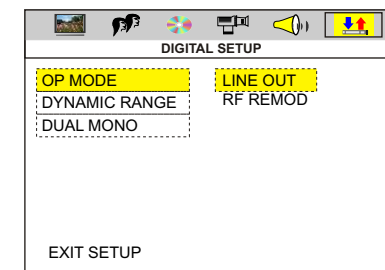 DIGITAL SETUP
OP MODE LINE OUT
DYNAMIC RANGE RF REMOD
DUAL MONO
EXIT SETUP